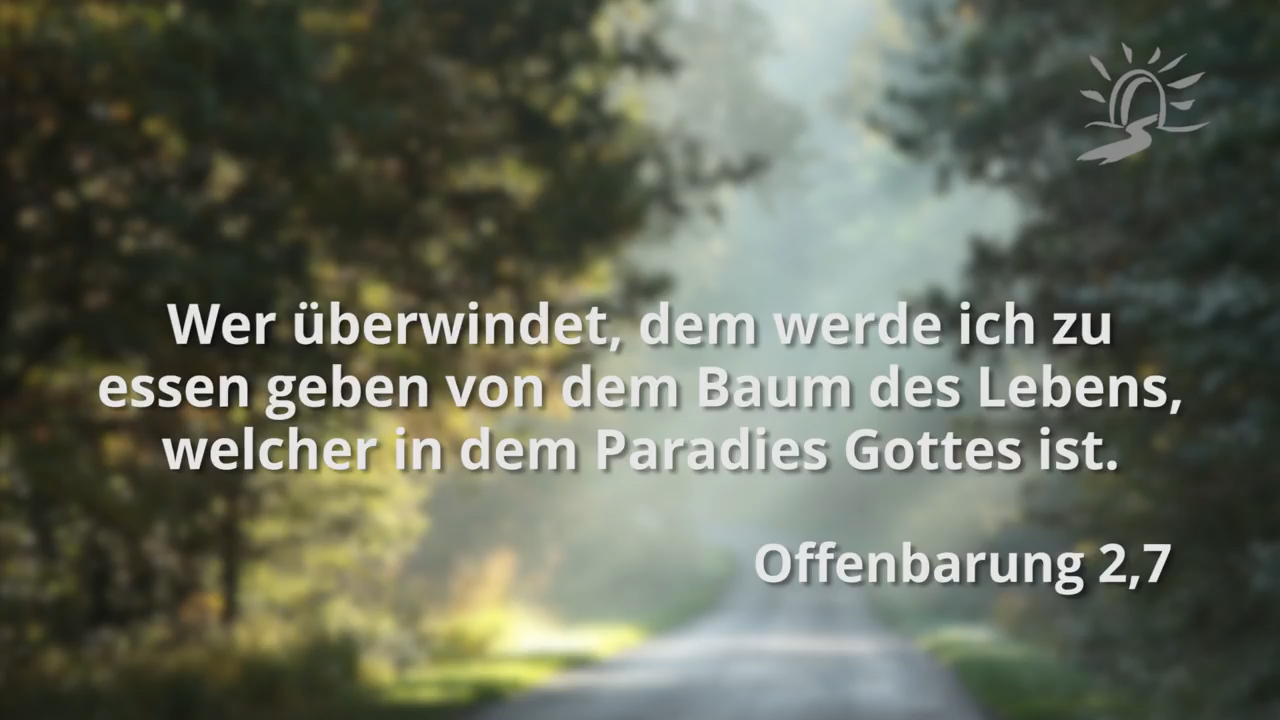 Wer überwindet, dem werde ich zu
essen geben von dem Baum des Lebens,
welcher in dem Paradies Gottes ist.
Offenbarung 2,7